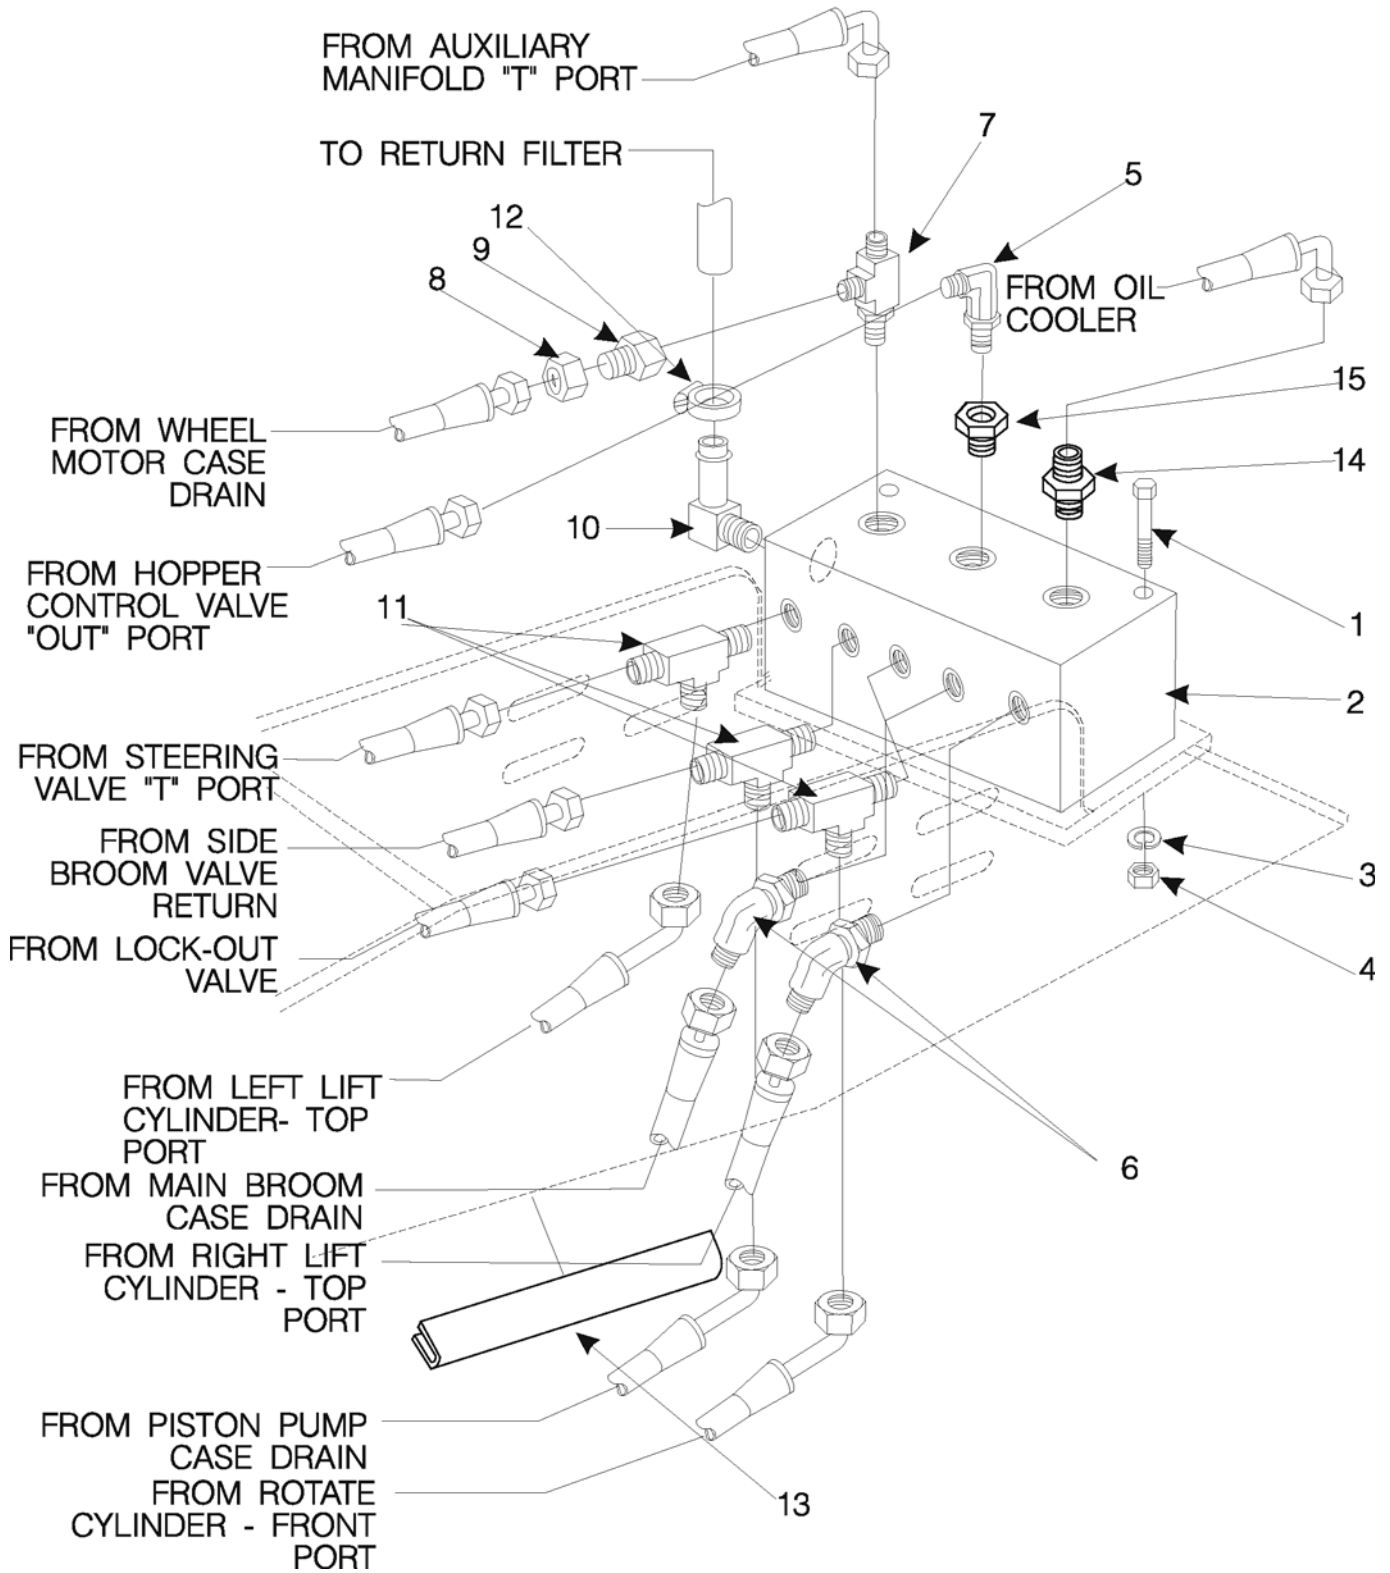 FROM AUXILIARY
MANIFOLD "T" PORT
TO RETURN FILTER
7
5
12
9
8
FROM OIL
COOLER
15
14
FROM WHEEL
MOTOR CASE
DRAIN
10
FROM HOPPER
CONTROL VALVE
"OUT" PORT
11
1
2
FROM STEERING
VALVE "T" PORT
FROM SIDE
BROOM VALVE
RETURN
3
FROM LOCK-OUT
VALVE
4
FROM LEFT LIFT
CYLINDER- TOP
PORT
6
FROM MAIN BROOM
CASE DRAIN
FROM RIGHT LIFT
CYLINDER - TOP
PORT
FROM PISTON PUMP
CASE DRAIN
13
FROM ROTATE
CYLINDER - FRONT
PORT